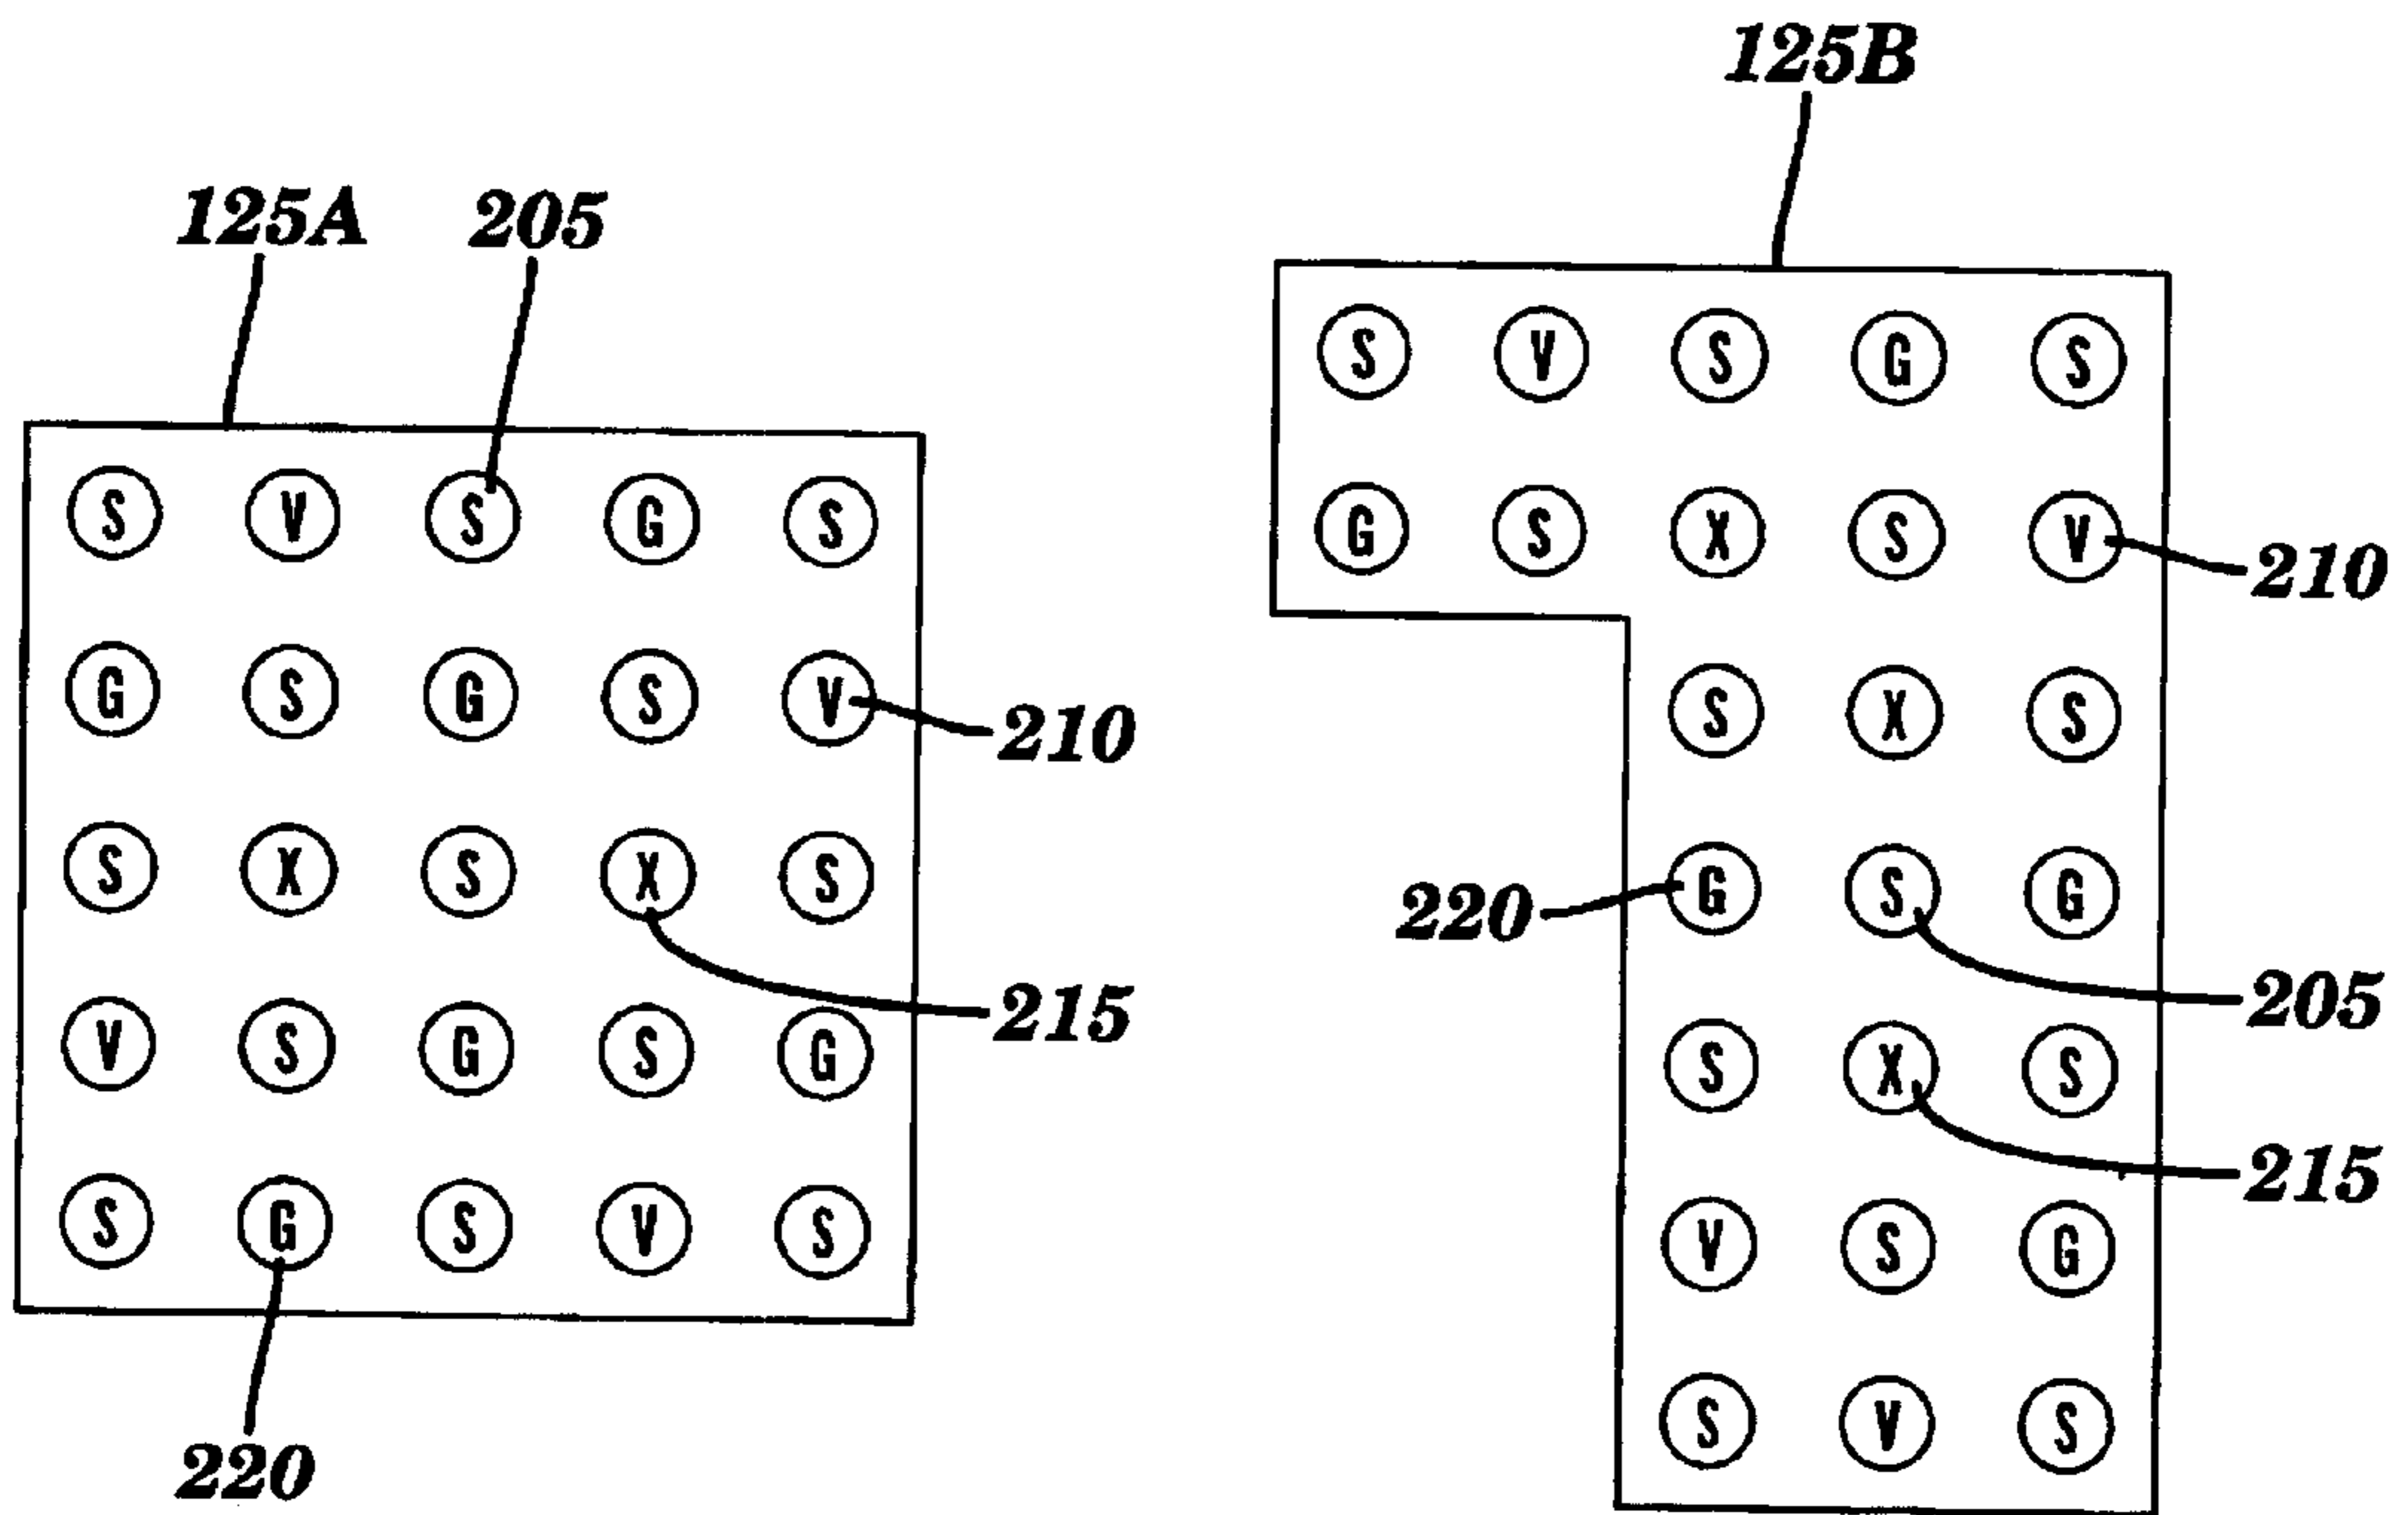 125B
125A 205
S V S G S
G S X S V 210
S V S G S
G S G S V 210
S X S
S X S X S
220 G S G
205
215
V S G S G
S X S
215
S G S V S
V S G
S V S
220